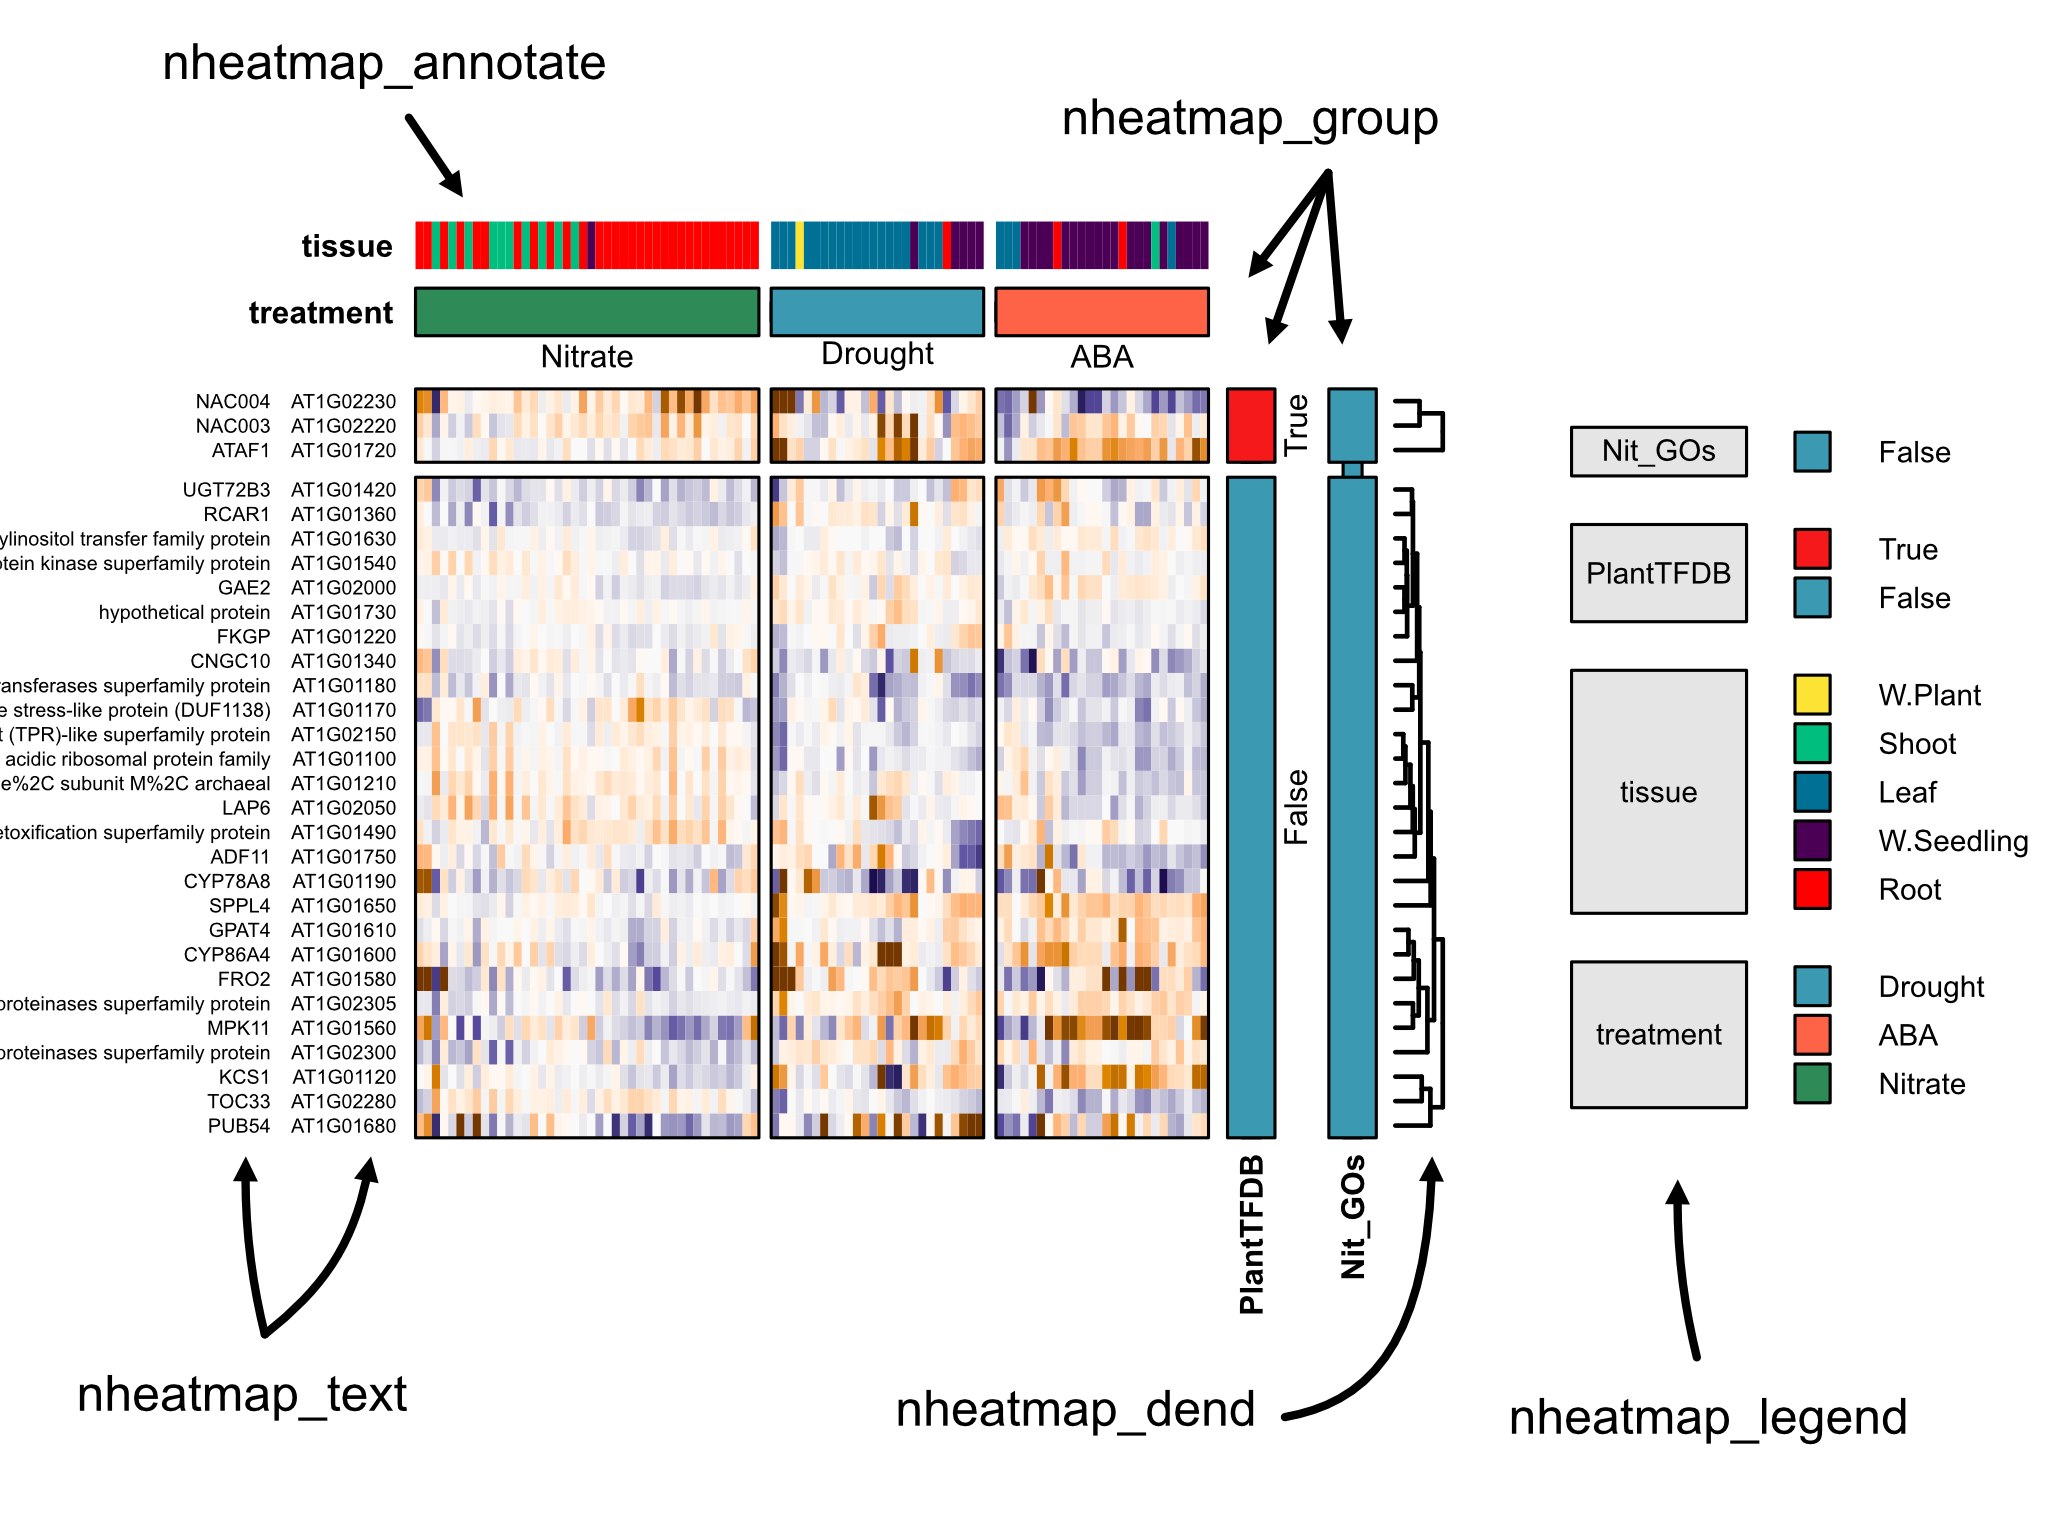 nheatmap_annotate
nheatmap_group
tissue
treatment
Nitrate Drought ABA
NAC004 AT1G02230
NAC003 AT1G02220
ATAF1 AT1G01720
True
UGT72B3 AT1G01420
RCAR1 AT1G01360
ylinositol transfer family protein AT1G01630
otein kinase superfamily protein AT1G01540
GAE2 AT1G02000
hypothetical protein AT1G01730
FKGP AT1G01220
CNGC10 AT1G01340
ransferases superfamily protein AT1G01180
e stress-like protein (DUF1138) AT1G01170
t (TPR)-like superfamily protein AT1G02150
acidic ribosomal protein family AT1G01100
e%2C subunit M%2C archaeal AT1G01210
LAP6 AT1G02050
etoxification superfamily protein AT1G01490
ADF11 AT1G01750
CYP78A8 AT1G01190
SPPL4 AT1G01650
GPAT4 AT1G01610
CYP86A4 AT1G01600
FRO2 AT1G01580
proteinases superfamily protein AT1G02305
MPK11 AT1G01560
proteinases superfamily protein AT1G02300
KCS1 AT1G01120
TOC33 AT1G02280
PUB54 AT1G01680
False
PlantTFDB
Nit_GOs
Nit_GOs False
PlantTFDB
True
False
tissue
W.Plant
Shoot
Leaf
W.Seedling
Root
treatment
Drought
ABA
Nitrate
nheatmap_text
nheatmap_dend
nheatmap_legend